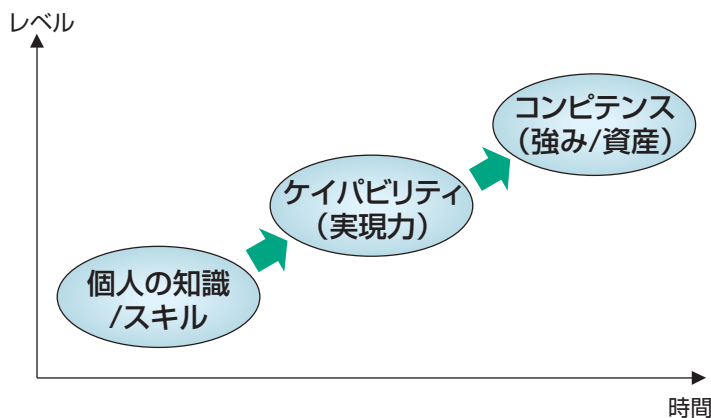 レベル
コンピテンス
（強み/資産）
ケイパビリティ
（実現力）
個人の知識
/スキル
時間